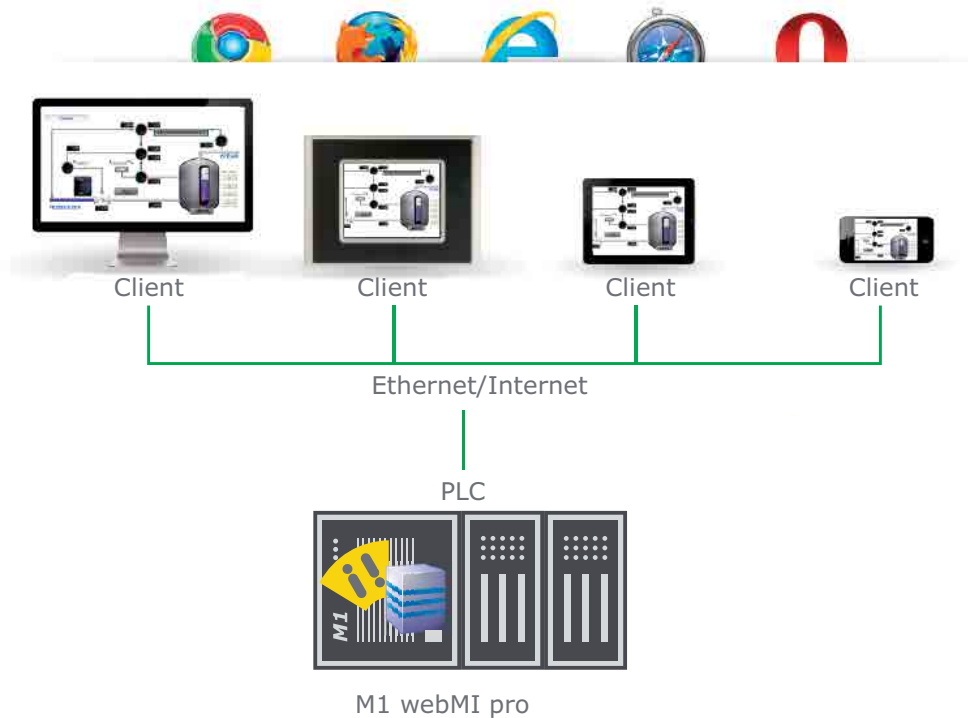 Client Client Client Client
Ethernet/Internet
PLC
M1
M1 webMI pro